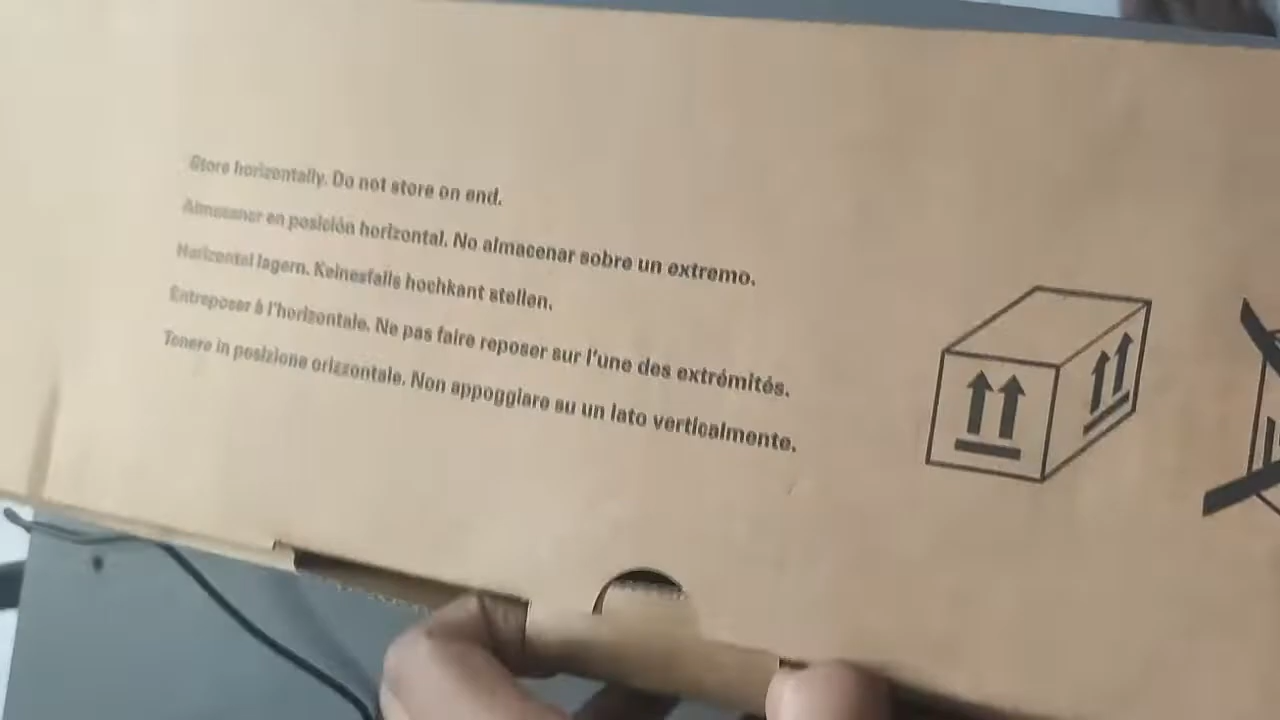 Store horizontally. Do not store on end.
Almacenar en posición horizontal. No almacenar sobre un extremo.
Horizontal lagern. Keinesfalls hochkant stellen.
Entreposer à l'horizontale. Ne pas faire reposer sur l'une des extrémités.
Tenere in posizione orizzontale. Non appoggiare su un lato verticalmente.